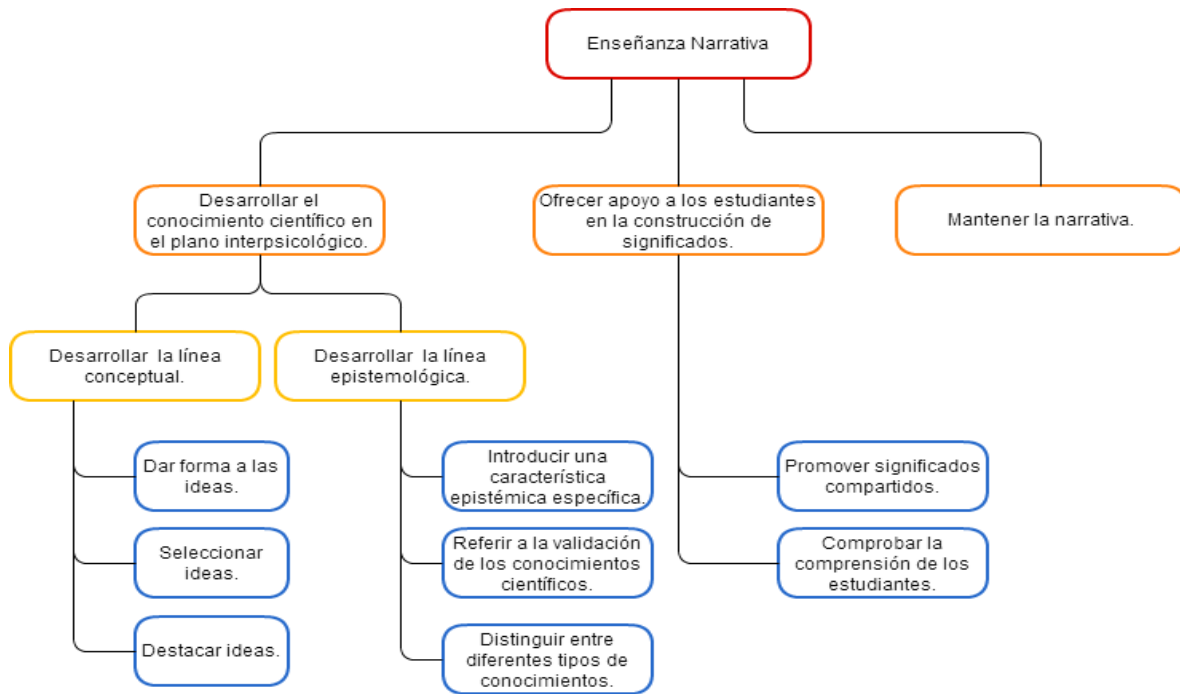 Enseñanza Narrativa
Desarrollar el
conocimiento científico en
el plano interpsicológico.
Ofrecer apoyo a los estudiantes
en la construcción de
significados.
Mantener la narrativa.
Desarrollar la línea
conceptual.
Desarrollar la línea
epistemológica.
Dar forma a las
ideas.
Seleccionar
ideas.
Destacar ideas.
Introducir una
característica
epistémica específica.
Referir a la validación
de los conocimientos
científicos.
Distinguir entre
diferentes tipos de
conocimientos.
Promover significados
compartidos.
Comprobar la
comprensión de los
estudiantes.